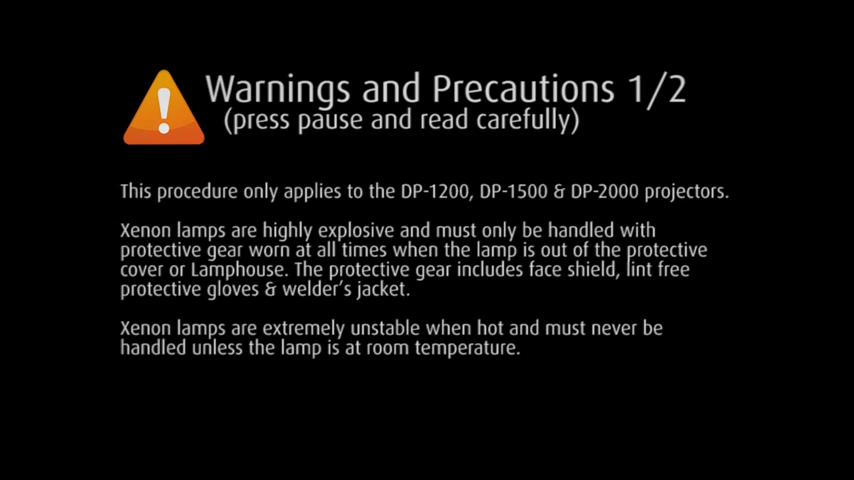 Warnings and Precautions 1/2
(press pause and read carefully)
This procedure only applies to the DP-1200, DP-1500 & DP-2000 projectors.
Xenon lamps are highly explosive and must only be handled with
protective gear worn at all times when the lamp is out of the protective
cover or Lamphouse. The protective gear includes face shield, lint free
protective gloves & welder's jacket.
Xenon lamps are extremely unstable when hot and must never be
handled unless the lamp is at room temperature.